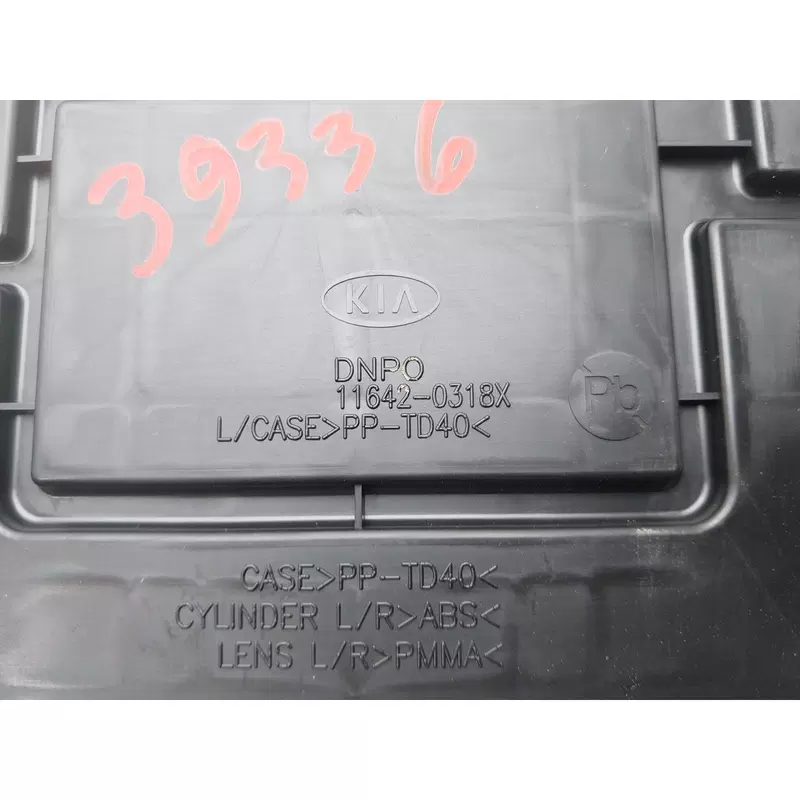 39336
KIA
DNPO
11642-0318X
Pb
L/CASE>PP-TD40<
CASE>PP-TD40<
CYLINDER L/R>ABS<
LENS L/R>PMMA<